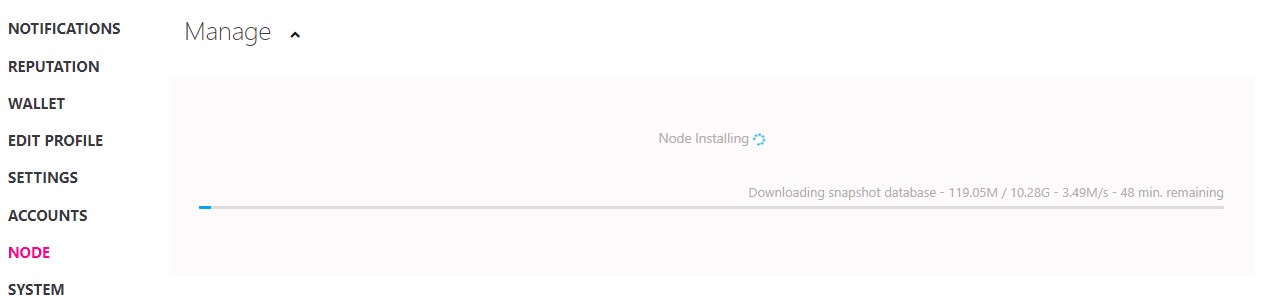 NOTIFICATIONS
REPUTATION
WALLET
EDIT PROFILE
SETTINGS
ACCOUNTS
NODE
SYSTEM
Manage
Node Installing
Downloading snapshot database - 119.05M / 10.28G - 3.49M/s - 48 min. remaining